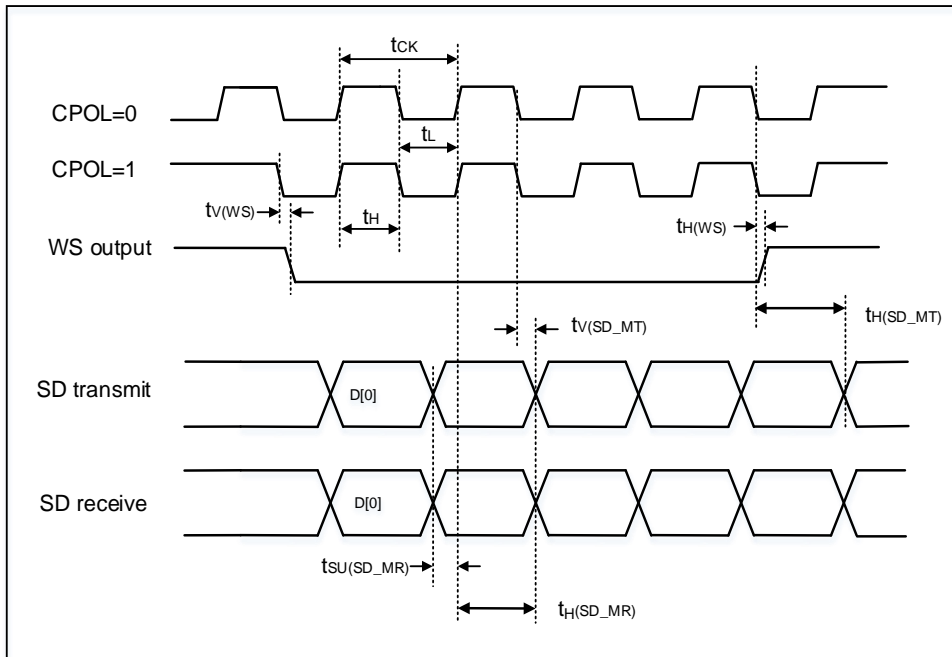 tCK
CPOL=0
tL
CPOL=1
tV(WS)
tH
tH(WS)
WS output
tV(SD_MT)
tH(SD_MT)
SD transmit
D[0]
SD receive
D[0]
tSU(SD_MR)
tH(SD_MR)